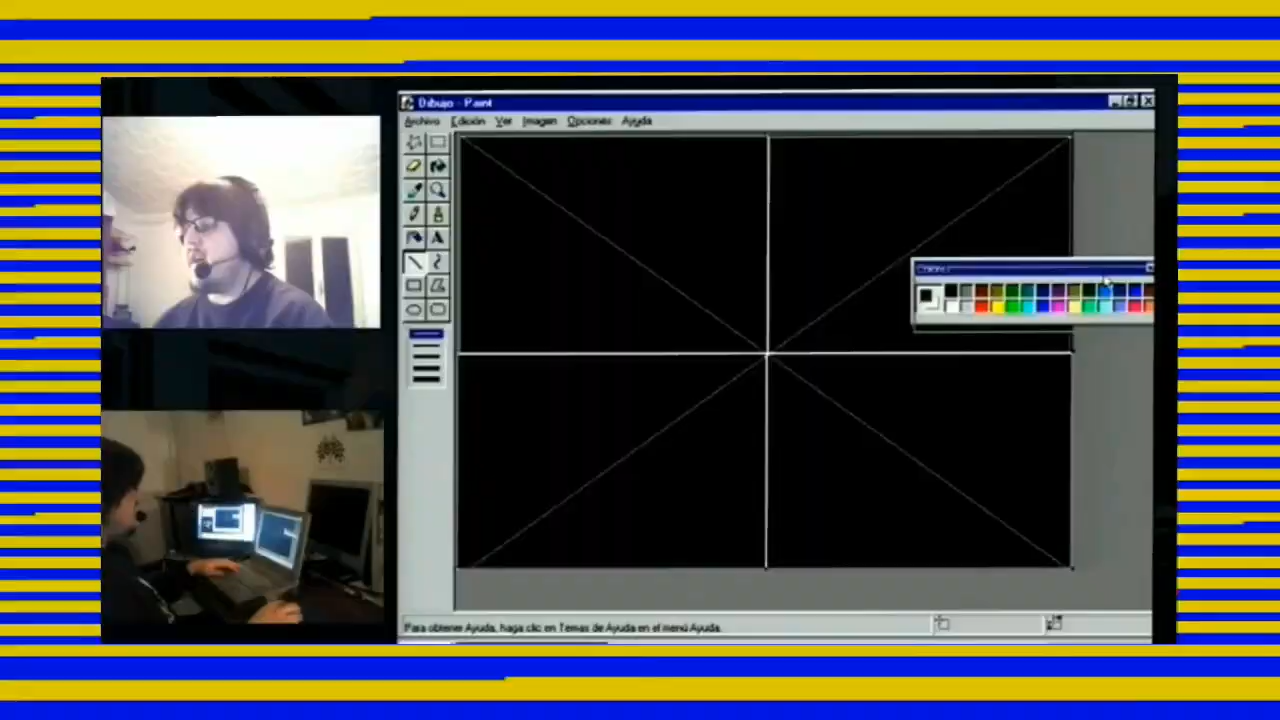 Dibujo - Paint
Archivo Edición Ver Imagen Opciones Ayuda
A
Colores
Para obtener Ayuda, haga clic en Temas de Ayuda en el menú Ayuda.